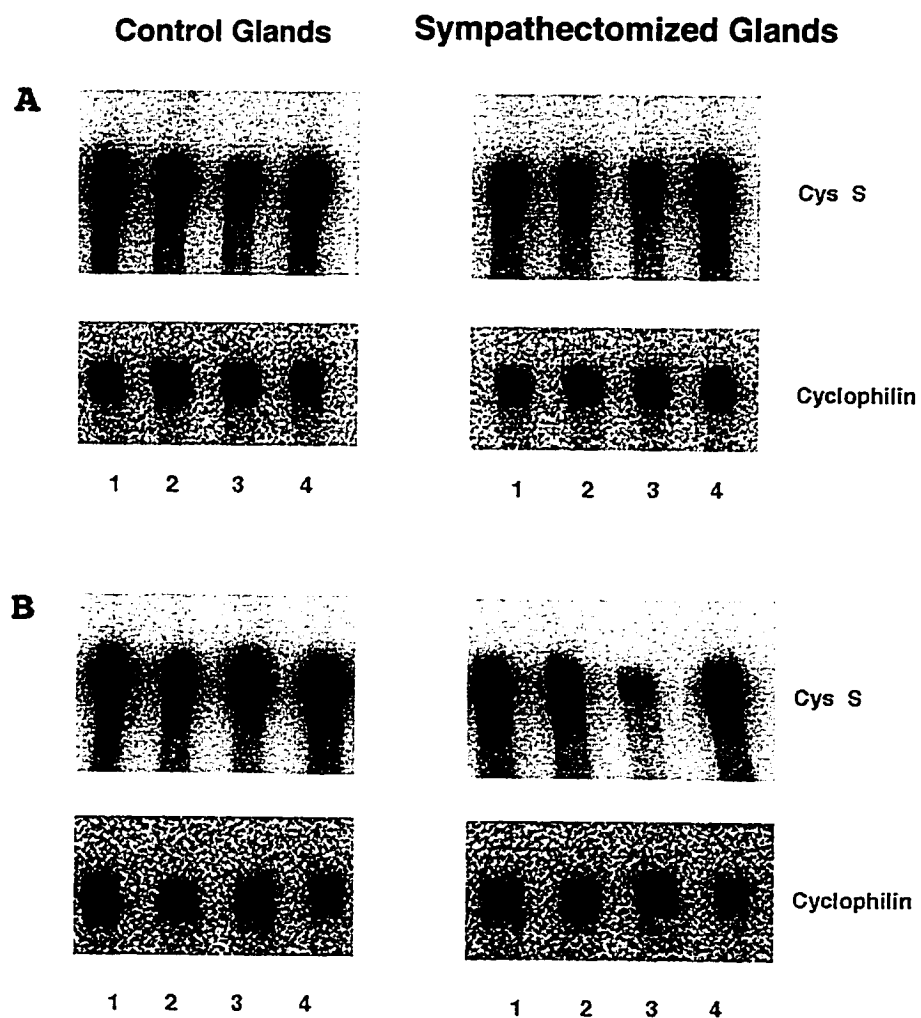 Control Glands
Sympathectomized Glands
A
Cys S
Cyclophilin
1 2 3 4
1 2 3 4
B
Cys S
Cyclophilin
1 2 3 4
1 2 3 4